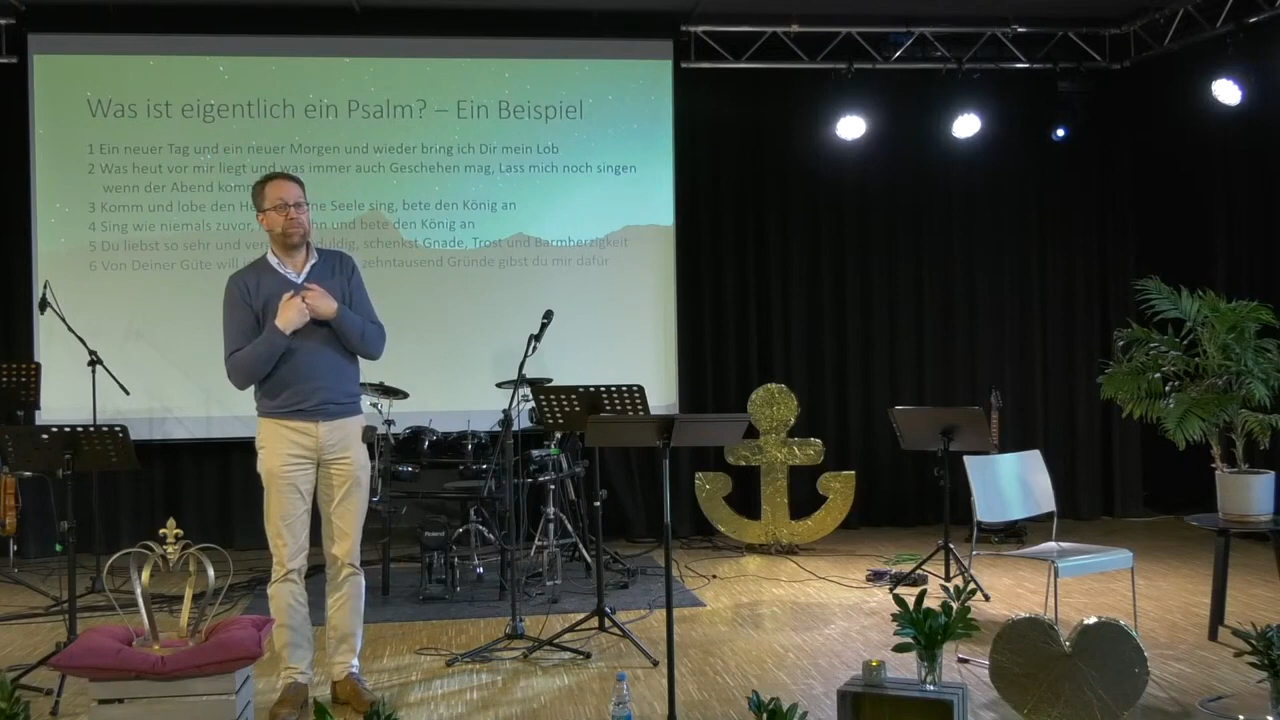 Was ist eigentlich ein Psalm? – Ein Beispiel
1 Ein neuer Tag und ein neuer Morgen und wieder bring ich Dir mein Lob
2 Was heut vor mir liegt und was immer auch Geschehen mag, Lass mich noch singen
wenn der Abend
3 Komm und lobe den ne Seele sing, bete den König an
4 Sing wie niemals zuvor, hn und bete den König an
5 Du liebst so sehr und ver duldig, schenkst Gnade, Trost und Barmherzigkeit
6 Von Deiner Güte will zehntausend Gründe gibst du mir dafür
Roland